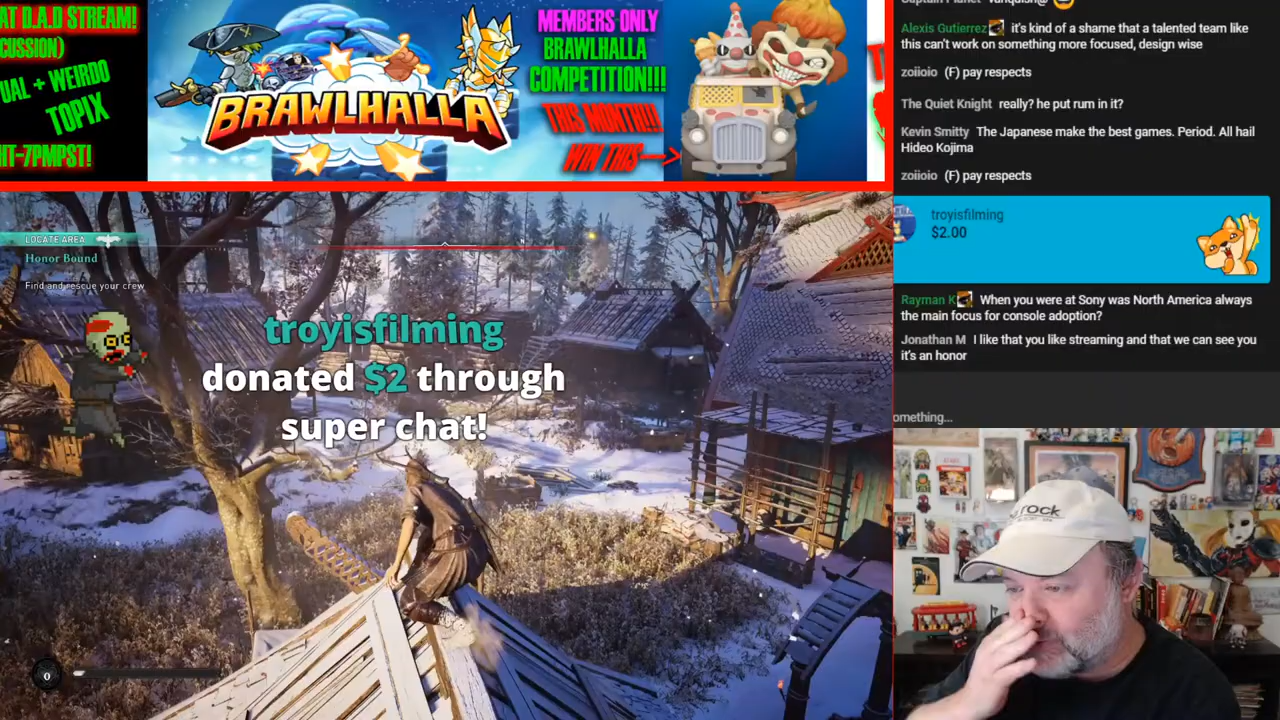 AT D.A.D STREAM!
CUSSION)
UAL + WEIRDO
TOPIX
HT-7PMPST!
BRAWLHALLA
MEMBERS ONLY
BRAWLHALLA
COMPETITION!!!
THIS MONTH!!!
WIN THIS-->
LOCATE AREA
Honor Bound
Find and rescue your crew
troyisfilming
donated $2 through
super chat!
0
N
Alexis Gutierrez it's kind of a shame that a talented team like
this can't work on something more focused, design wise
zoiioio (F) pay respects
The Quiet Knight really? he put rum in it?
Kevin Smitty The Japanese make the best games. Period. All hail
Hideo Kojima
zoiioio (F) pay respects
troyisfilming
$2.00
Rayman K When you were at Sony was North America always
the main focus for console adoption?
Jonathan M I like that you like streaming and that we can see you
it's an honor
omething...
rock